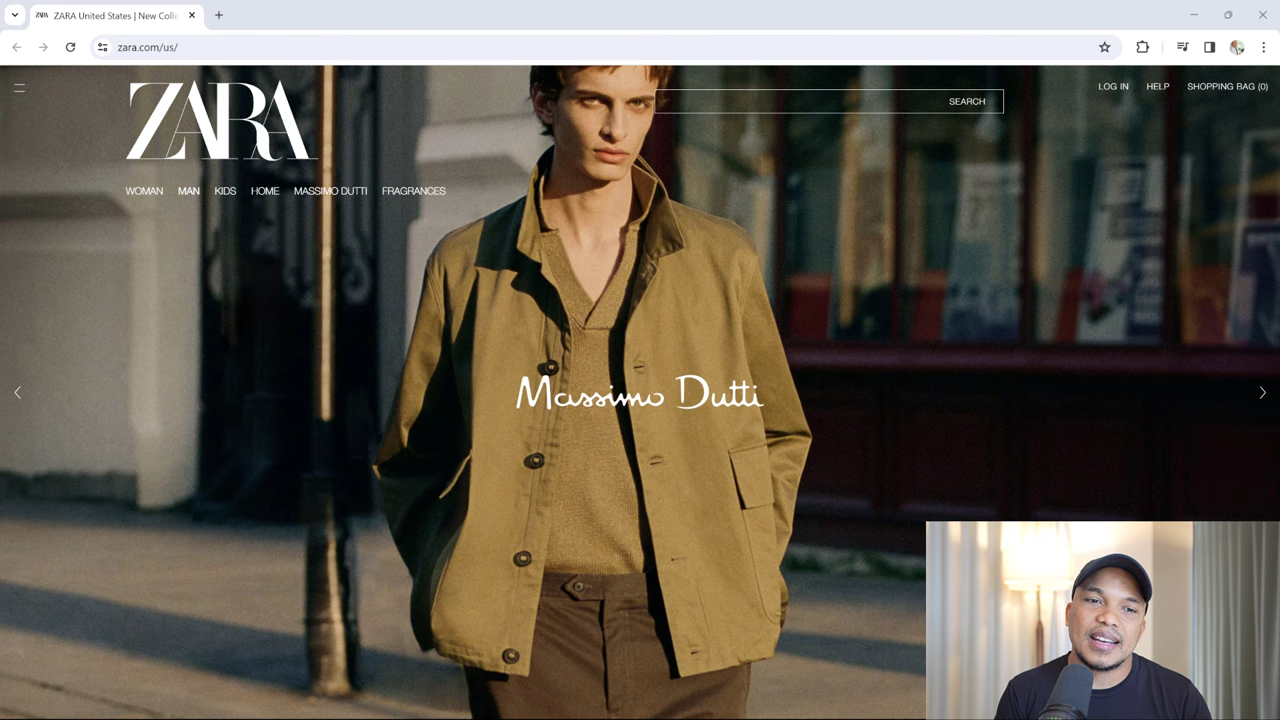 ZARA United States | New Colle
zara.com/us/
ZARA
SEARCH
LOG IN HELP SHOPPING BAG (0)
WOMAN MAN KIDS HOME MASSIMO DUTTI FRAGRANCES
Massimo Dutti